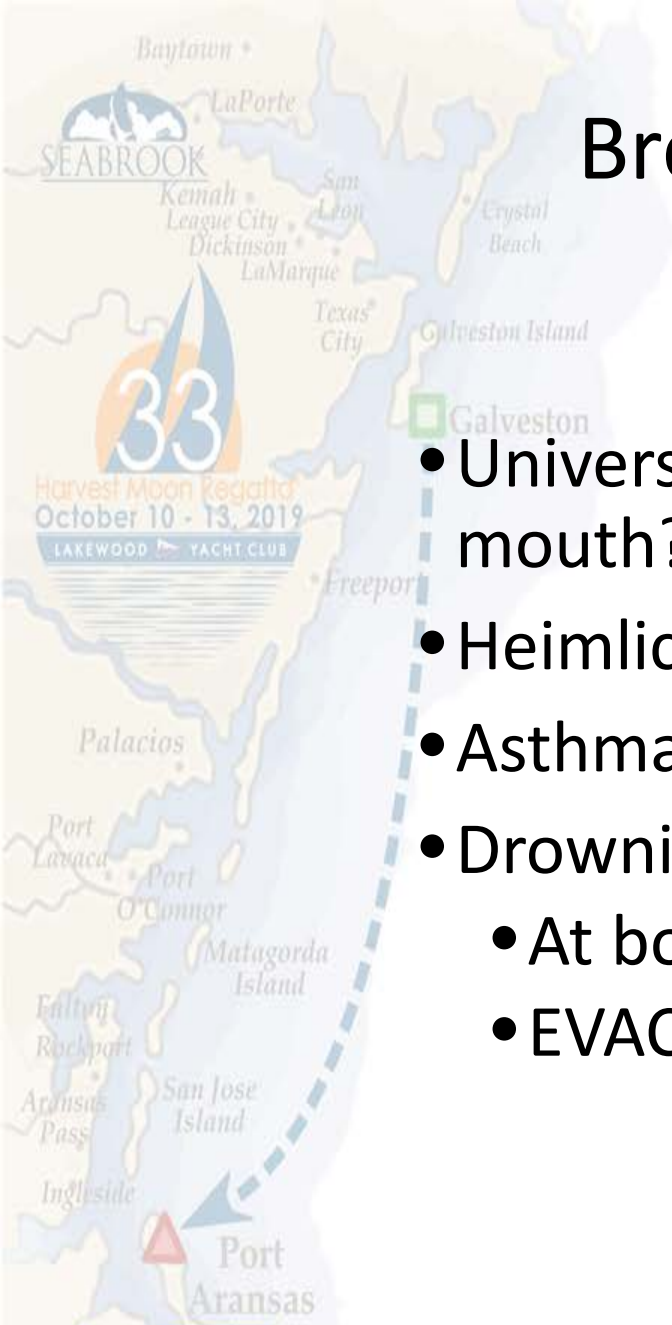 Baytown
LaPorte
SEABROOK
Kemah
San
Leon
League City
Crystal
Beach
Dickinson
LaMarque
Texas
City
Galveston Island
33
Galveston
Harvest Moon Regatta
October 10 - 13, 2019
LAKEWOOD YACHT CLUB
Freepor
Palacios
Port
Lavaca
Port
O'Connor
Matagorda
Island
Fulton
Rockport
Aransas
Pass
San Jose
Island
Ingleside
Port
Aransas
Bre
• Univers
mouth?
• Heimlic
• Asthma
• Drowni
• At bo
• EVAC